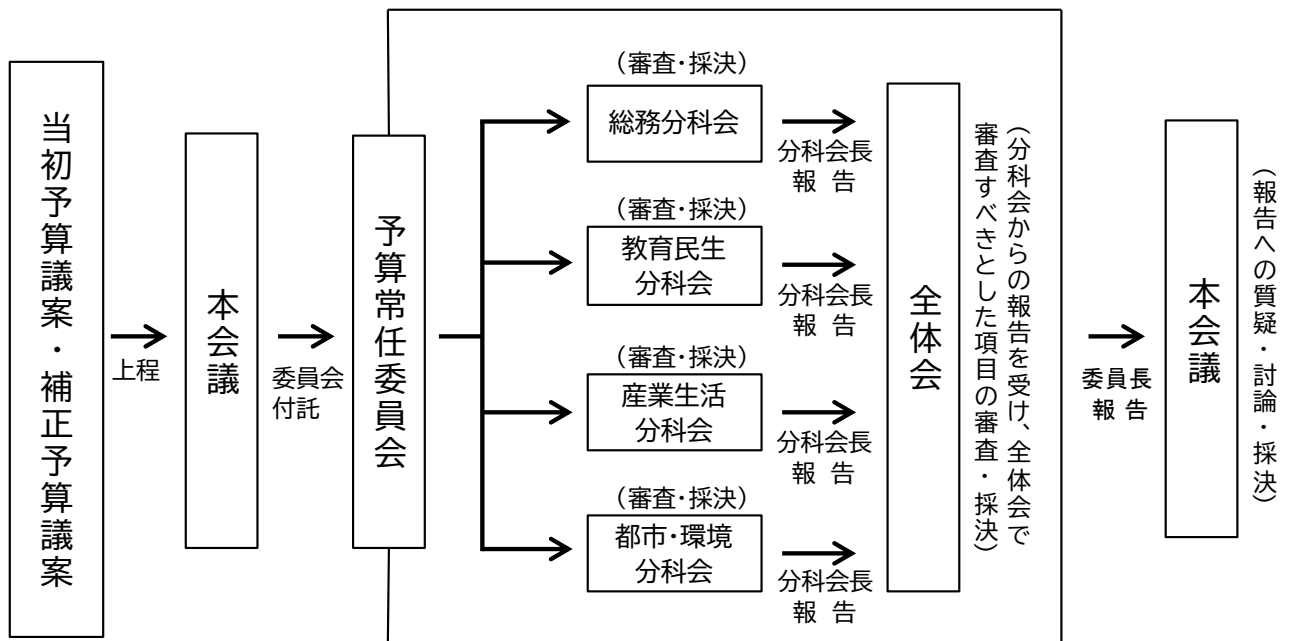 当初予算議案・補正予算議案
上程
本会議
委員会
付託
予算常任委員会
（審査・採決）
総務分科会
分科会長
報 告
（審査・採決）
教育民生
分科会
分科会長
報 告
（審査・採決）
産業生活
分科会
分科会長
報 告
（審査・採決）
都市・環境
分科会
分科会長
報 告
全体会
（分科会からの報告を受け、全体会で
審査すべきとした項目の審査・採決）
委員長
報 告
本会議
（報告への質疑・討論・採決）